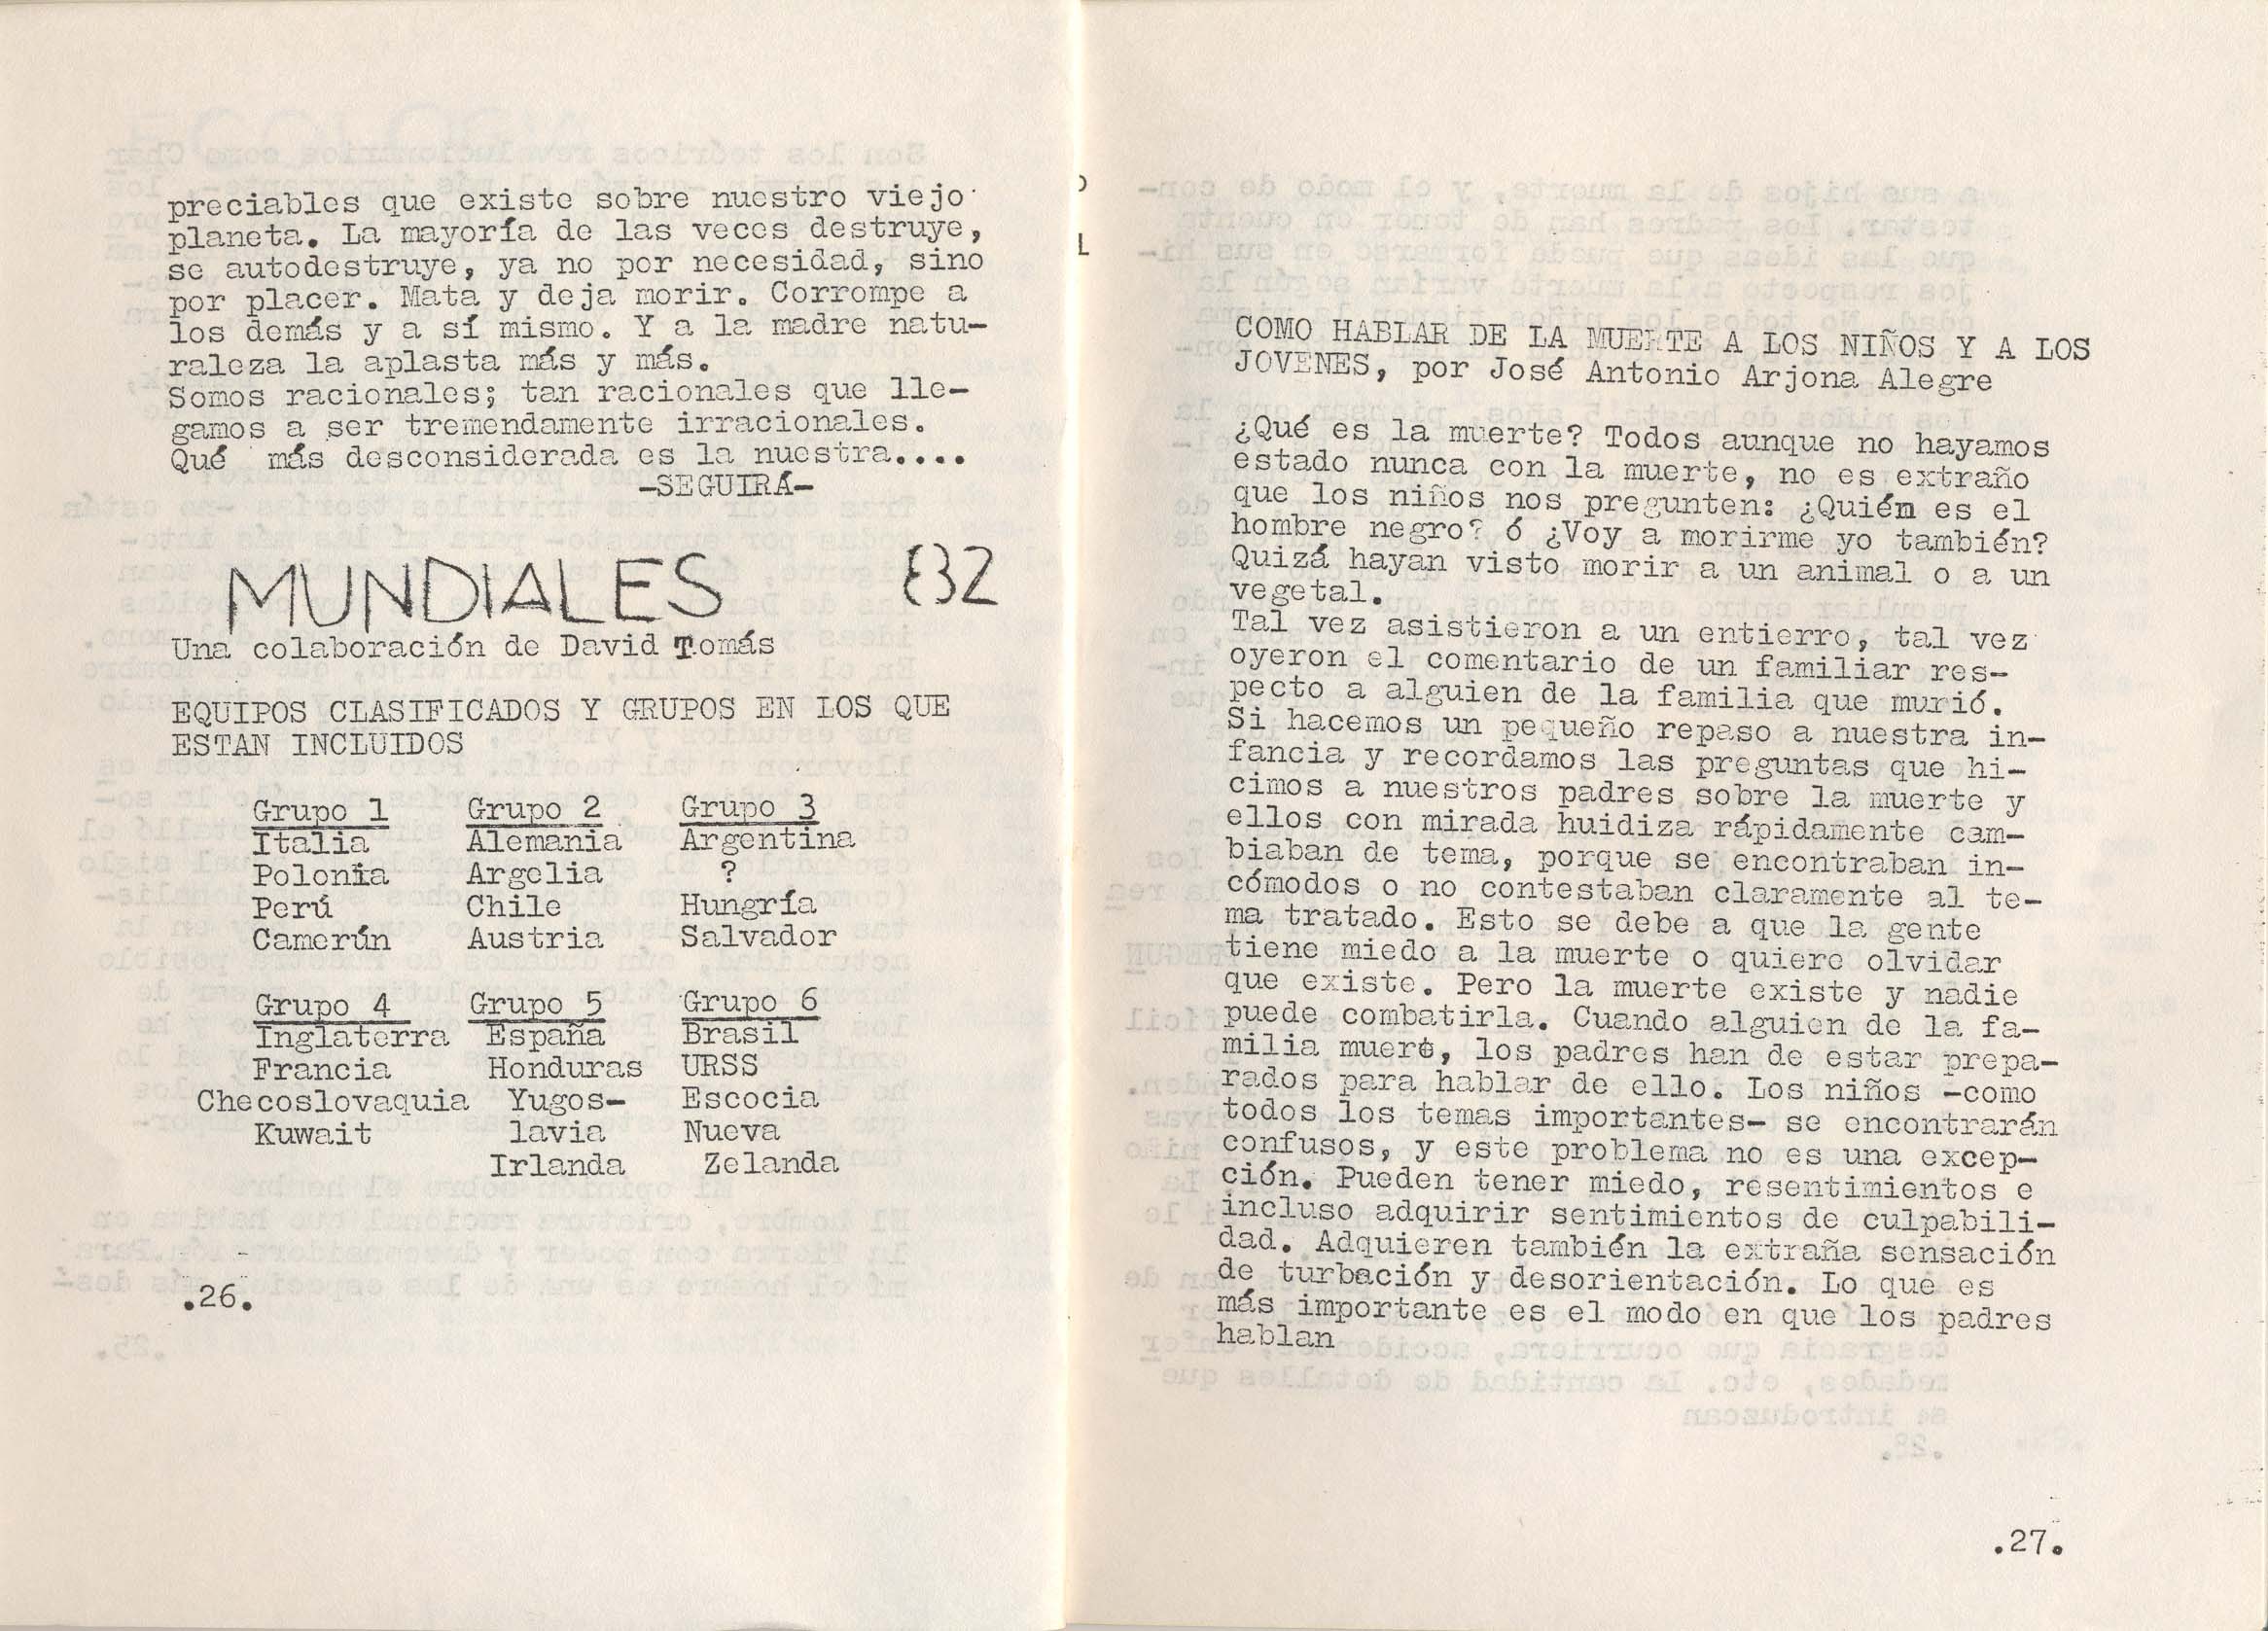 preciables que existe sobre nuestro viejo
planeta. La mayoría de las veces destruye,
se autodestruye, ya no por necesidad, sino
por placer. Mata y deja morir. Corrompe a
los demás y a sí mismo. Y a la madre natu-
raleza la aplasta más y más.
Somos racionales; tan racionales que lle-
gamos a ser tremendamente irracionales.
Qué más desconsiderada es la nuestra....
-SEGUIRÁ-
MUNDIALES 82
Una colaboración de David Tomás
EQUIPOS CLASIFICADOS Y GRUPOS EN LOS QUE
ESTAN INCLUIDOS
Grupo 1 Grupo 2 Grupo 3
Italia Alemania Argentina
Polonia Argelia ?
Perú Chile Hungría
Camerún Austria Salvador
Grupo 4 Grupo 5 Grupo 6
Inglaterra España Brasil
Francia Honduras URSS
Checoslovaquia Yugos- Escocia
Kuwait lavia Nueva
Irlanda Zelanda
.26.
COMO HABLAR DE LA MUERTE A LOS NIÑOS Y A LOS
JOVENES, por José Antonio Arjona Alegre
¿Qué es la muerte? Todos aunque no hayamos
estado nunca con la muerte, no es extraño
que los niños nos pregunten: ¿Quién es el
hombre negro? ó ¿Voy a morirme yo también?
Quizá hayan visto morir a un animal o a un
vegetal.
Tal vez asistieron a un entierro, tal vez
oyeron el comentario de un familiar res-
pecto a alguien de la familia que murió.
Si hacemos un pequeño repaso a nuestra in-
fancia y recordamos las preguntas que hi-
cimos a nuestros padres sobre la muerte y
ellos con mirada huidiza rápidamente cam-
biaban de tema, porque se encontraban in-
cómodos o no contestaban claramente al te-
ma tratado. Esto se debe a que la gente
tiene miedo a la muerte o quiere olvidar
que existe. Pero la muerte existe y nadie
puede combatirla. Cuando alguien de la fa-
milia muere, los padres han de estar prepa-
rados para hablar de ello. Los niños -como
todos los temas importantes- se encontrarán
confusos, y este problema no es una excep-
ción. Pueden tener miedo, resentimientos e
incluso adquirir sentimientos de culpabili-
dad. Adquieren también la extraña sensación
de turbación y desorientación. Lo que es
más importante es el modo en que los padres
hablan
.27.